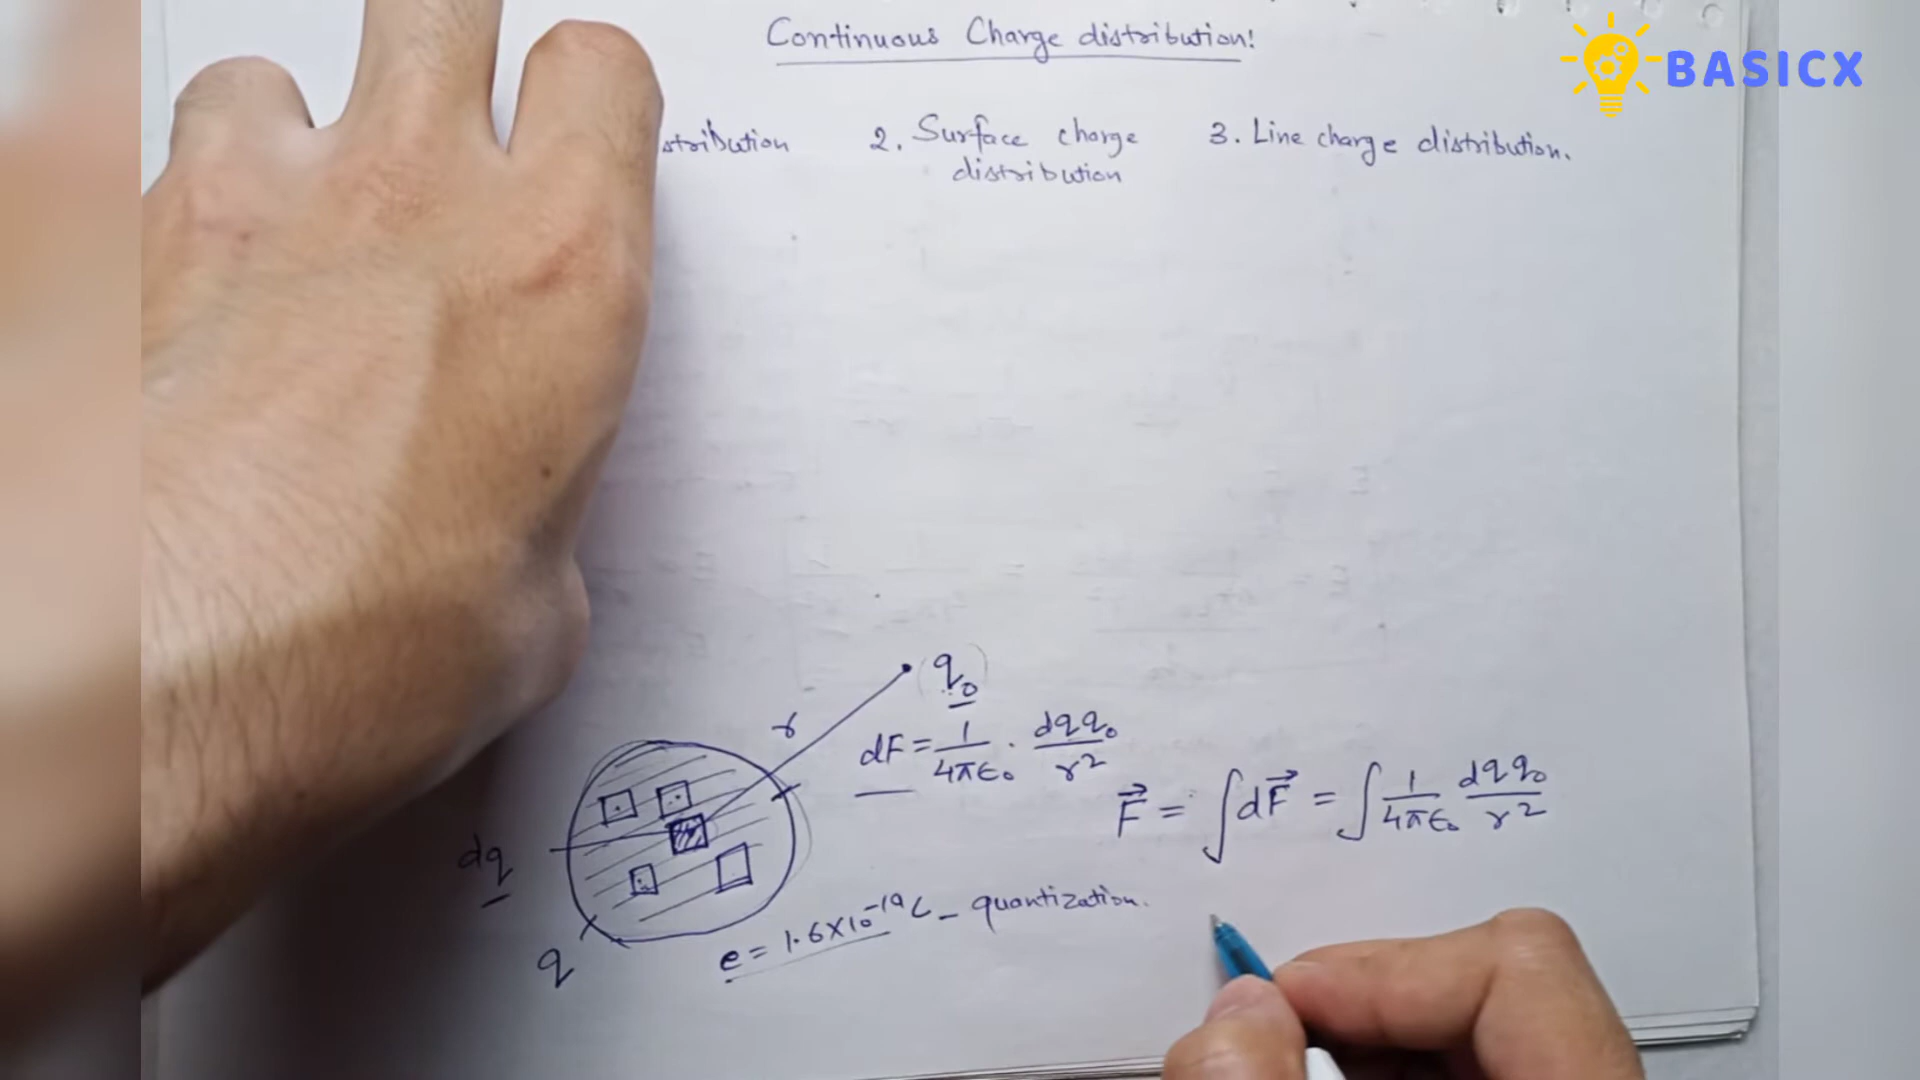 Continuous Charge distribution!
BASICX
stribution
2. Surface charge
distribution
3. Line charge distribution.
q₀
r
dF = 1/4πϵ₀ · dqq₀/r²
F⃗ = ∫dF⃗ = ∫ 1/4πϵ₀ dqq₀/r²
dq
q
e = 1.6×10⁻¹⁹C – quantization.